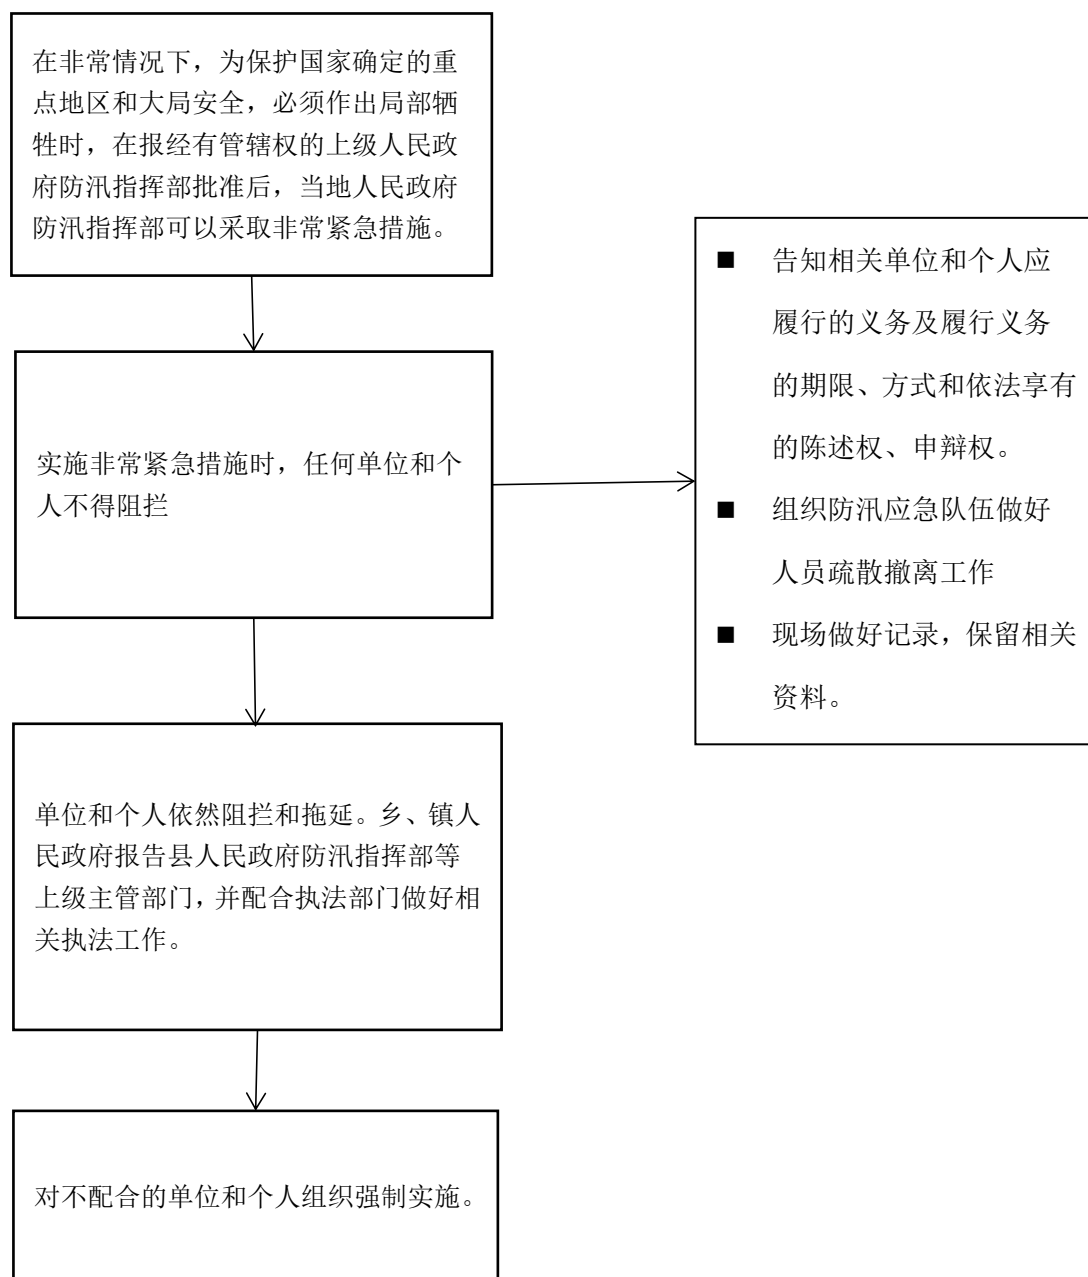 在非常情况下，为保护国家确定的重
点地区和大局安全，必须作出局部牺
牲时，在报经有管辖权的上级人民政
府防汛指挥部批准后，当地人民政府
防汛指挥部可以采取非常紧急措施。
实施非常紧急措施时，任何单位和个
人不得阻拦
■ 告知相关单位和个人应
履行的义务及履行义务
的期限、方式和依法享有
的陈述权、申辩权。
■ 组织防汛应急队伍做好
人员疏散撤离工作
■ 现场做好记录，保留相关
资料。
单位和个人依然阻拦和拖延。乡、镇人
民政府报告县人民政府防汛指挥部等
上级主管部门，并配合执法部门做好相
关执法工作。
对不配合的单位和个人组织强制实施。